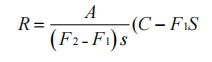 R = A / (F₂ – F₁)s (C – F₁S